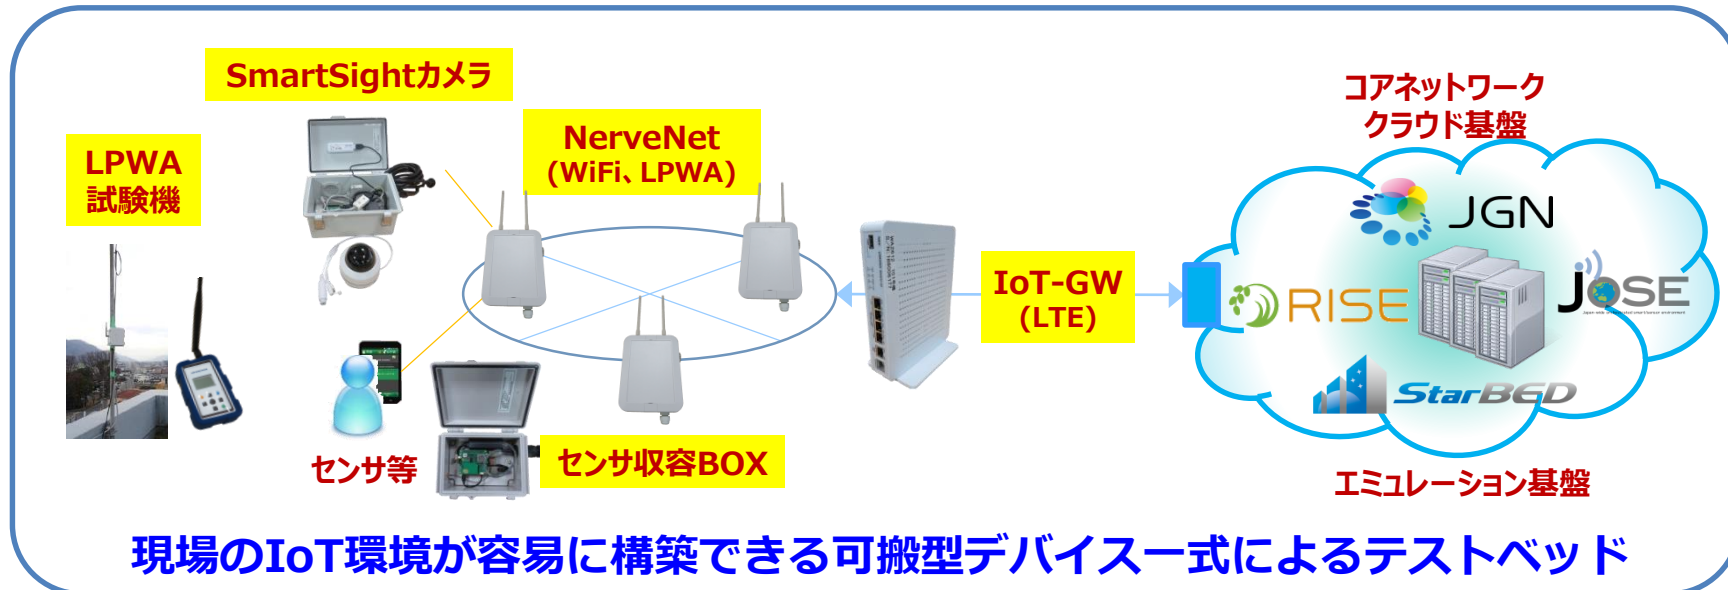 SmartSightカメラ
LPWA
試験機
NerveNet
(WiFi、LPWA)
IoT-GW
(LTE)
コアネットワーク
クラウド基盤
JGN
RISE
JOSE
StarBED
センサ等
センサ収容BOX
エミュレーション基盤
現場のIoT環境が容易に構築できる可搬型デバイス一式によるテストベッド